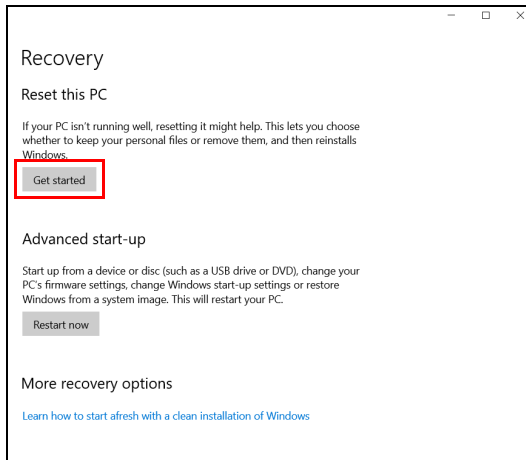 Recovery
Reset this PC
If your PC isn't running well, resetting it might help. This lets you choose
whether to keep your personal files or remove them, and then reinstalls
Windows.
Get started
Advanced start-up
Start up from a device or disc (such as a USB drive or DVD), change your
PC's firmware settings, change Windows start-up settings or restore
Windows from a system image. This will restart your PC.
Restart now
More recovery options
Learn how to start afresh with a clean installation of Windows